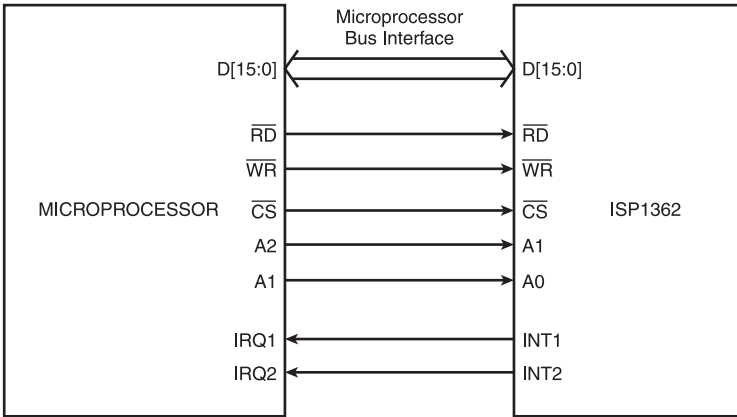 Microprocessor
Bus Interface
D[15:0] D[15:0]
RD RD
WR WR
MICROPROCESSOR CS CS ISP1362
A2 A1
A1 A0
IRQ1 INT1
IRQ2 INT2